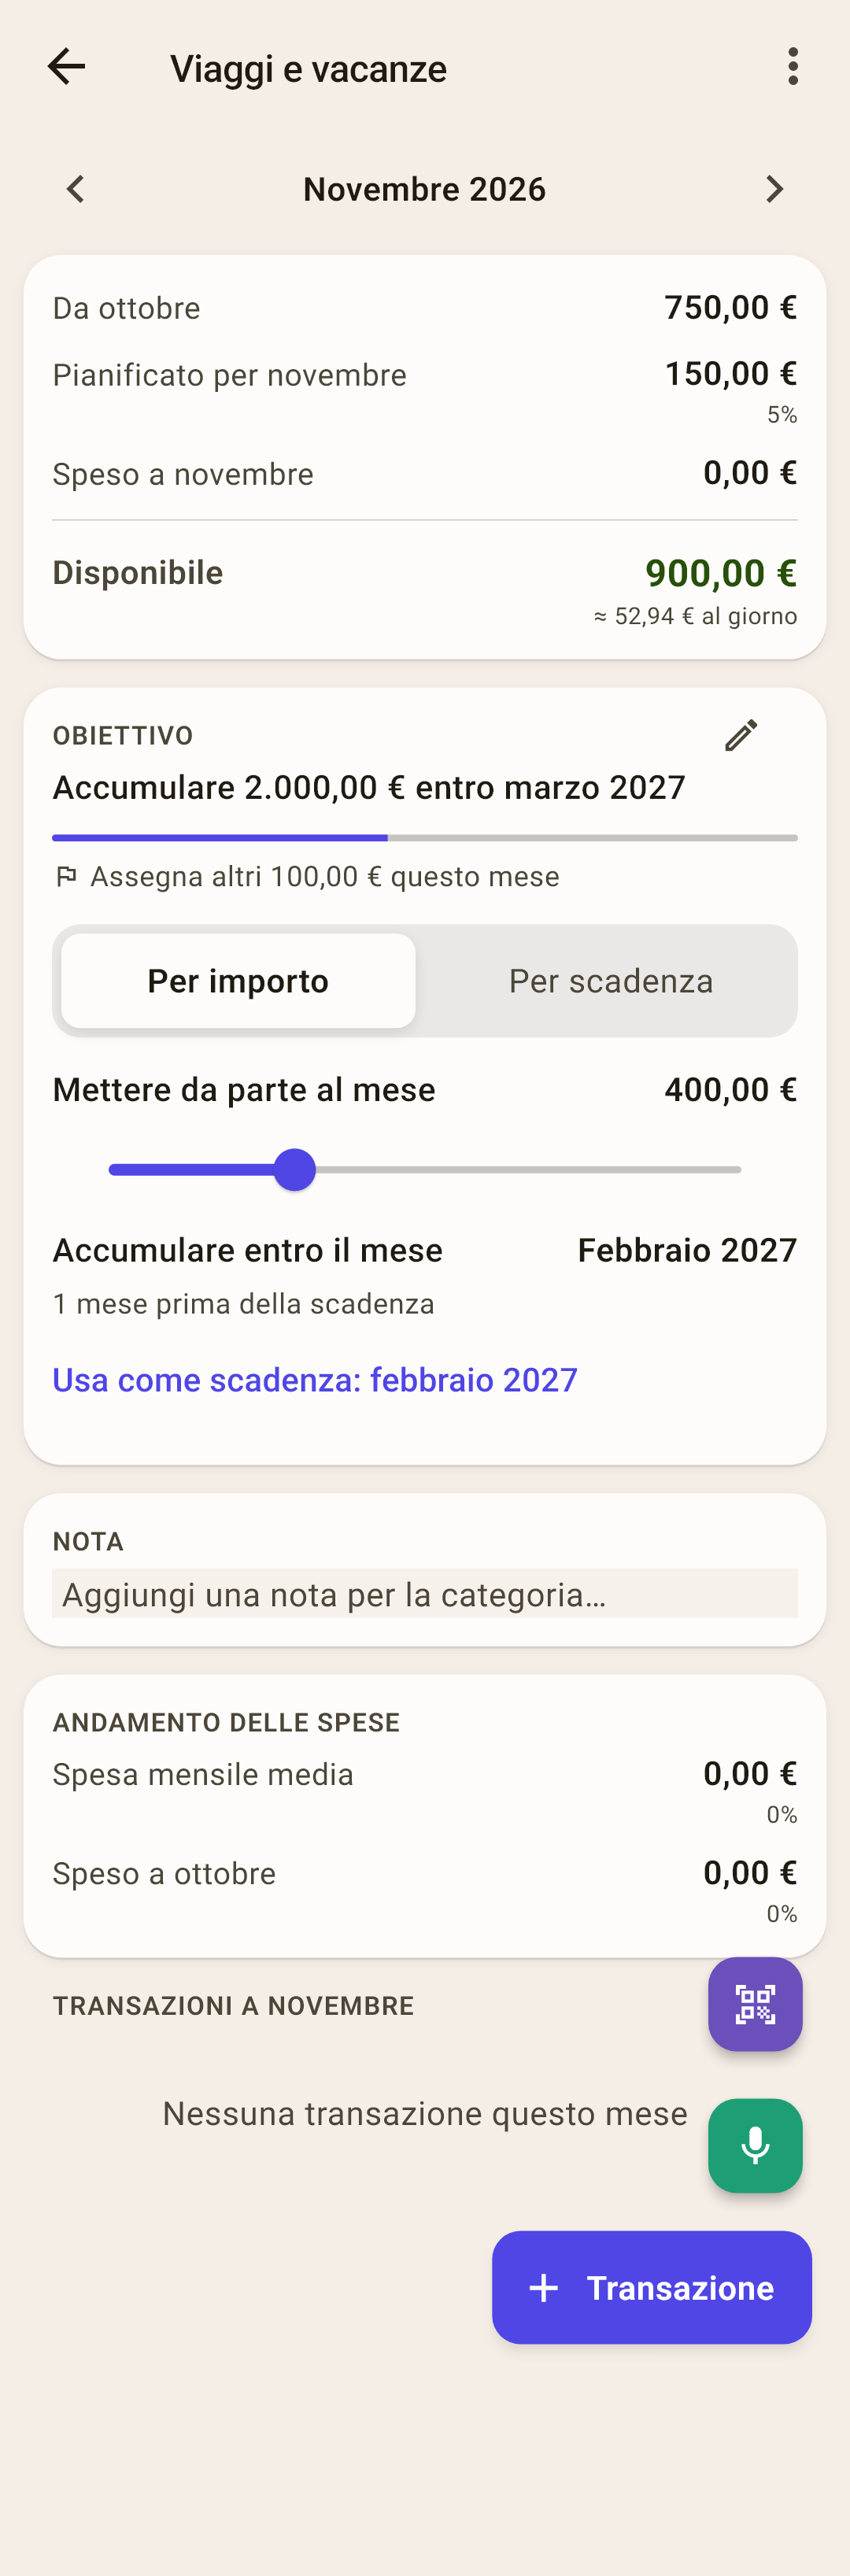 Viaggi e vacanze
Novembre 2026
Da ottobre 750,00 €
Pianificato per novembre 150,00 €
5%
Speso a novembre 0,00 €
Disponibile 900,00 €
≈ 52,94 € al giorno
OBIETTIVO
Accumulare 2.000,00 € entro marzo 2027
Assegna altri 100,00 € questo mese
Per importo Per scadenza
Mettere da parte al mese 400,00 €
Accumulare entro il mese Febbraio 2027
1 mese prima della scadenza
Usa come scadenza: febbraio 2027
NOTA
Aggiungi una nota per la categoria…
ANDAMENTO DELLE SPESE
Spesa mensile media 0,00 €
0%
Speso a ottobre 0,00 €
0%
TRANSAZIONI A NOVEMBRE
Nessuna transazione questo mese
Transazione